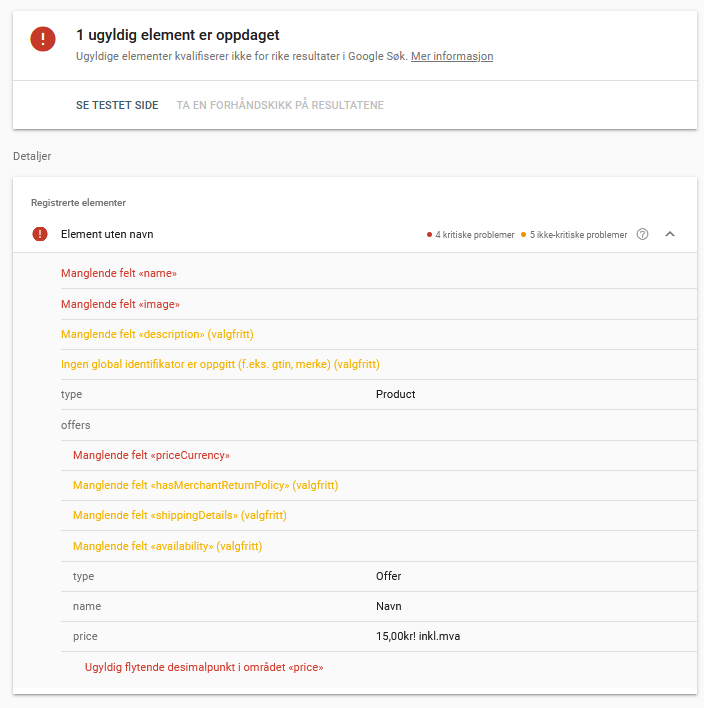 1 ugyldig element er oppdaget
Ugyldige elementer kvalifiserer ikke for rike resultater i Google Søk. Mer informasjon
SE TESTET SIDE TA EN FORHÅNDSKIKK PÅ RESULTATENE
Detaljer
Registrerte elementer
Element uten navn 4 kritiske problemer 5 ikke-kritiske problemer
Manglende felt «name»
Manglende felt «image»
Manglende felt «description» (valgfritt)
Ingen global identifikator er oppgitt (f.eks. gtin, merke) (valgfritt)
type Product
offers
Manglende felt «priceCurrency»
Manglende felt «hasMerchantReturnPolicy» (valgfritt)
Manglende felt «shippingDetails» (valgfritt)
Manglende felt «availability» (valgfritt)
type Offer
name Navn
price 15,00kr! inkl.mva
Ugyldig flytende desimalpunkt i området «price»